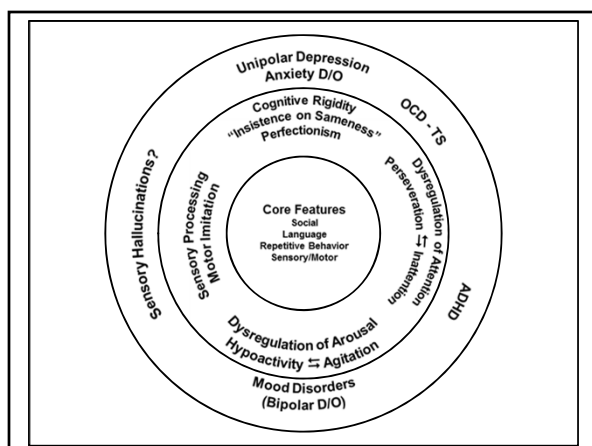 Unipolar Depression
Anxiety D/O
OCD - TS
ADHD
Mood Disorders
(Bipolar D/O)
Sensory Hallucinations?
Cognitive Rigidity
“Insistence on Sameness”
Perfectionism
Dysregulation of Attention
Perseveration ⇆ Inattention
Dysregulation of Arousal
Hypoactivity ⇆ Agitation
Sensory Processing
Motor Imitation
Core Features
Social
Language
Repetitive Behavior
Sensory/Motor